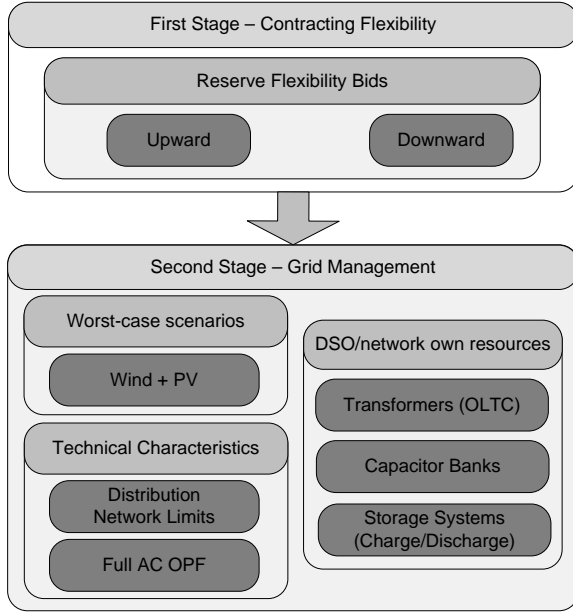 First Stage – Contracting Flexibility
Reserve Flexibility Bids
Upward
Downward
Second Stage – Grid Management
Worst-case scenarios
Wind + PV
Technical Characteristics
Distribution
Network Limits
Full AC OPF
DSO/network own resources
Transformers (OLTC)
Capacitor Banks
Storage Systems
(Charge/Discharge)